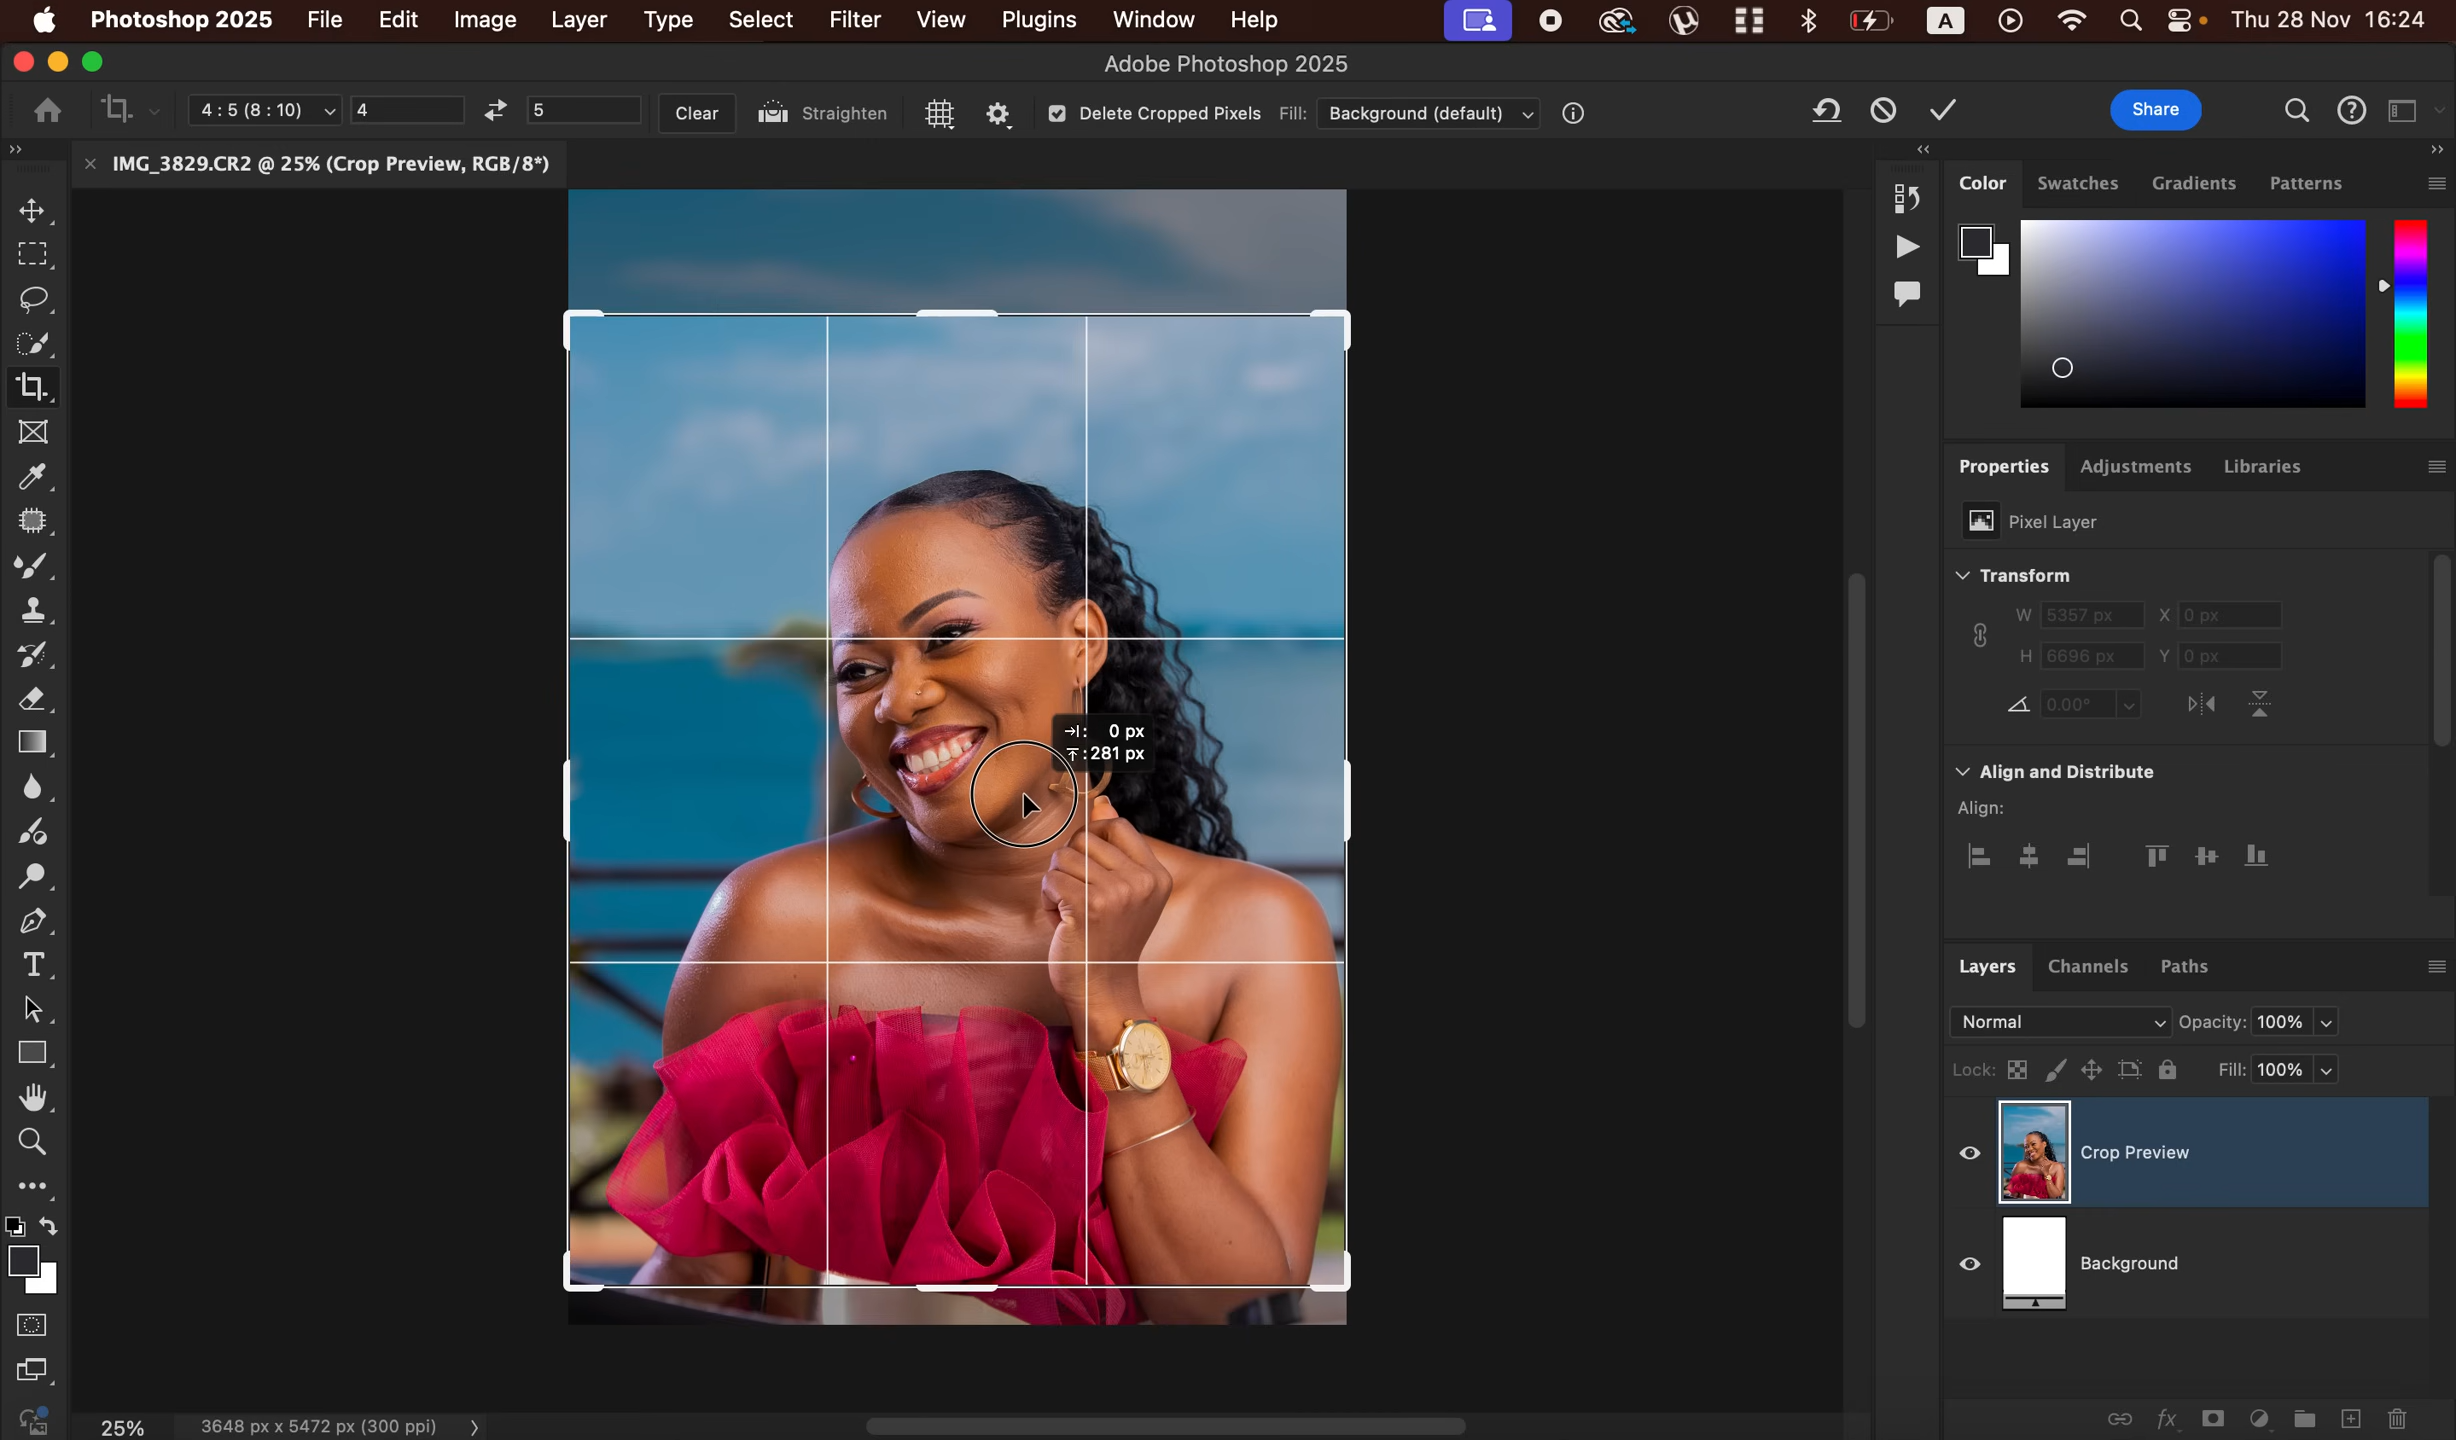 Photoshop 2025 File Edit Image Layer Type Select Filter View Plugins Window Help A Thu 28 Nov 16:24
Adobe Photoshop 2025
4 : 5 (8 : 10) 4 5 Clear Straighten Delete Cropped Pixels Fill: Background (default) Share
IMG_3829.CR2 @ 25% (Crop Preview, RGB/8*)
Color Swatches Gradients Patterns
Properties Adjustments Libraries
Pixel Layer
Transform
W 5357 px X 0 px
H 6696 px Y 0 px
0.00°
0 px
281 px
Align and Distribute
Align:
Layers Channels Paths
Normal Opacity: 100%
Lock: Fill: 100%
Crop Preview
Background
25% 3648 px x 5472 px (300 ppi)